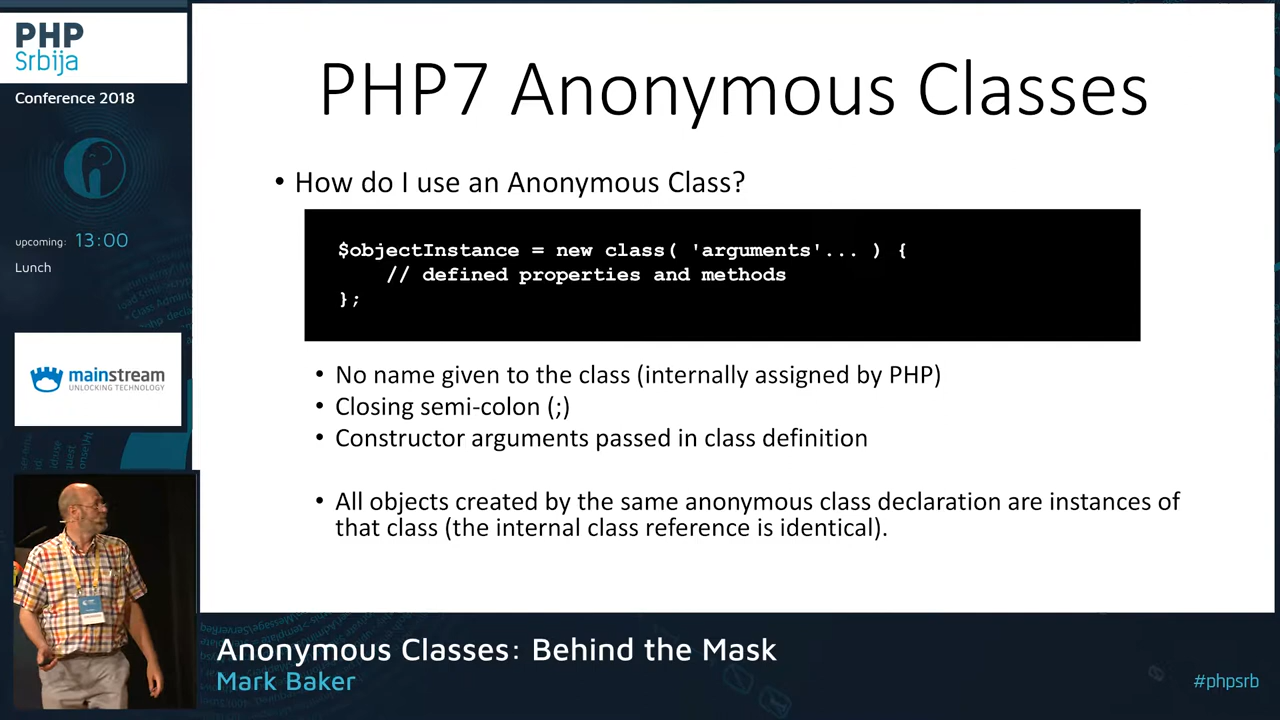 PHP
Srbija
Conference 2018
upcoming: 13:00
Lunch
mainstream
UNLOCKING TECHNOLOGY
PHP7 Anonymous Classes
• How do I use an Anonymous Class?
$objectInstance = new class( 'arguments'... ) {
// defined properties and methods
};
• No name given to the class (internally assigned by PHP)
• Closing semi-colon (;)
• Constructor arguments passed in class definition
• All objects created by the same anonymous class declaration are instances of
that class (the internal class reference is identical).
Anonymous Classes: Behind the Mask
Mark Baker
#phpsrb